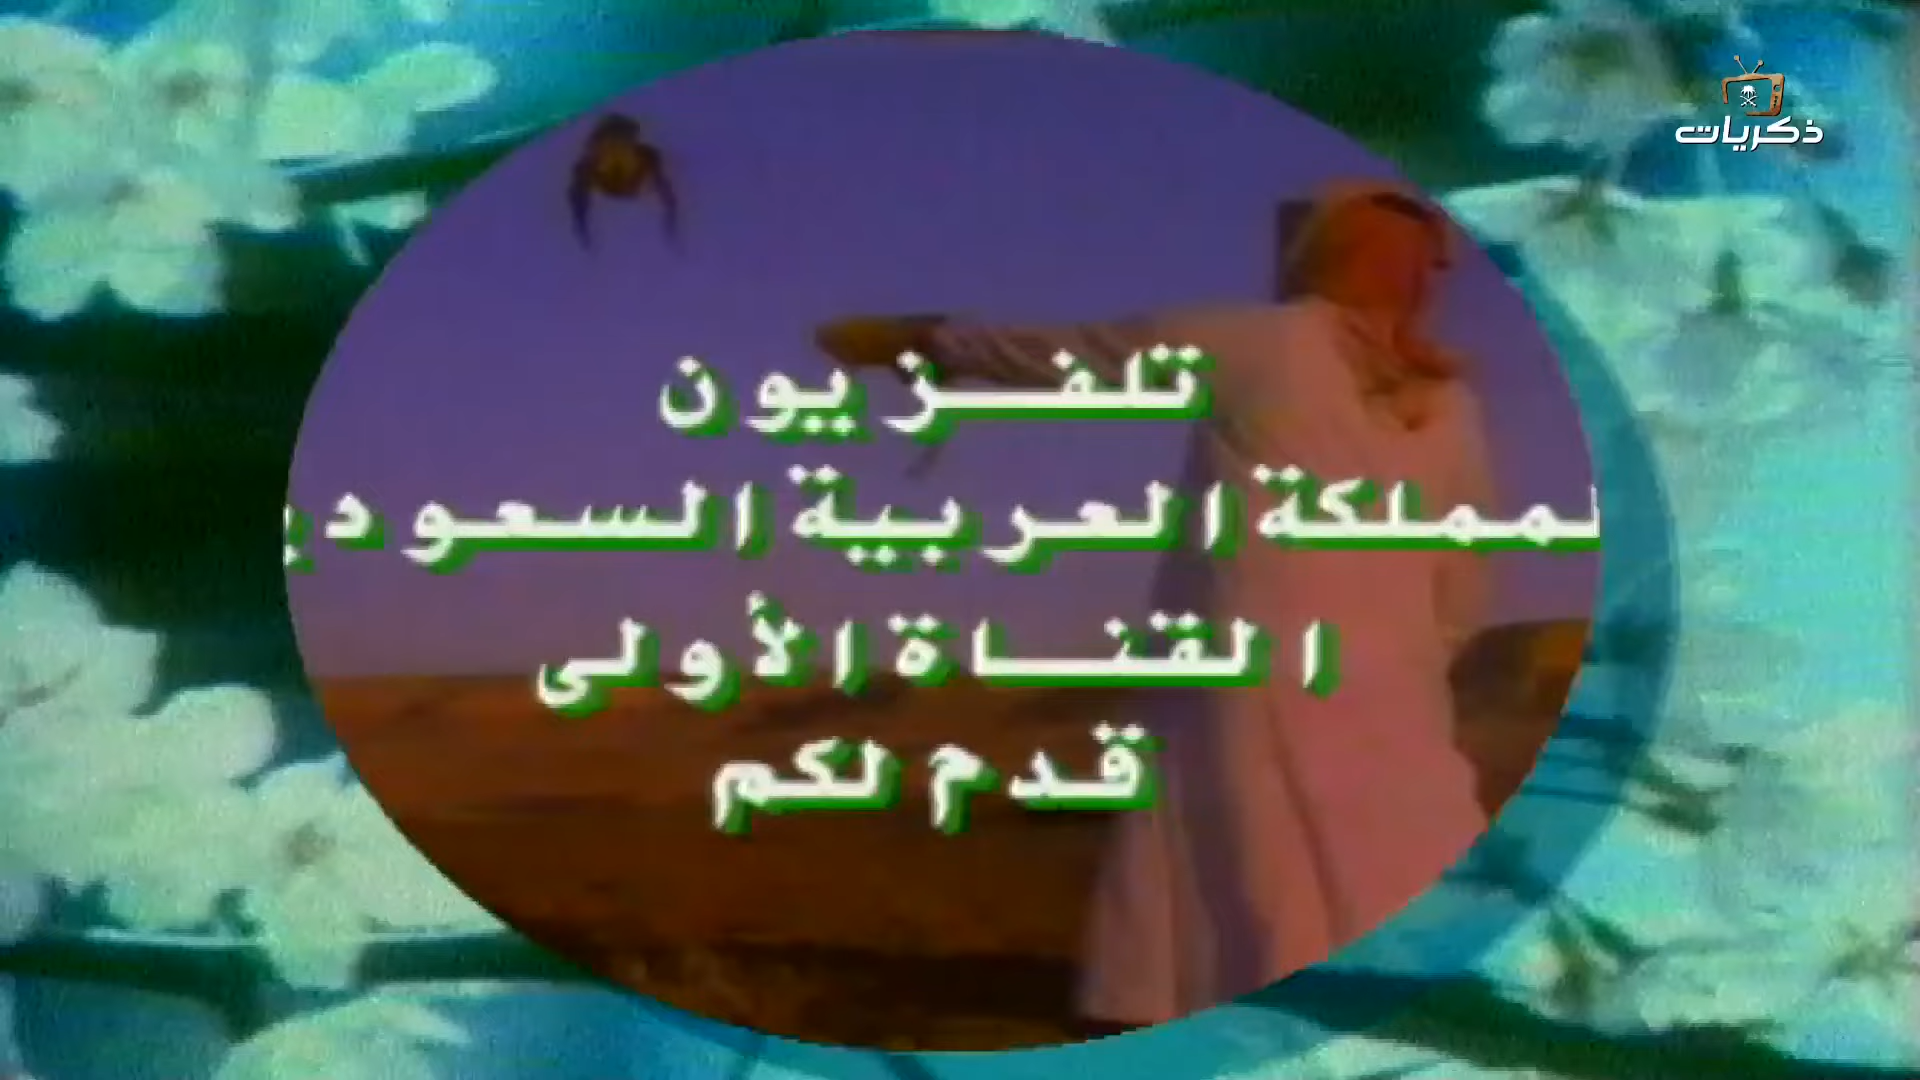 ذكريات
تلفزيون
لمملكة العربية السعودي
القناة الأولى
قدم لكم